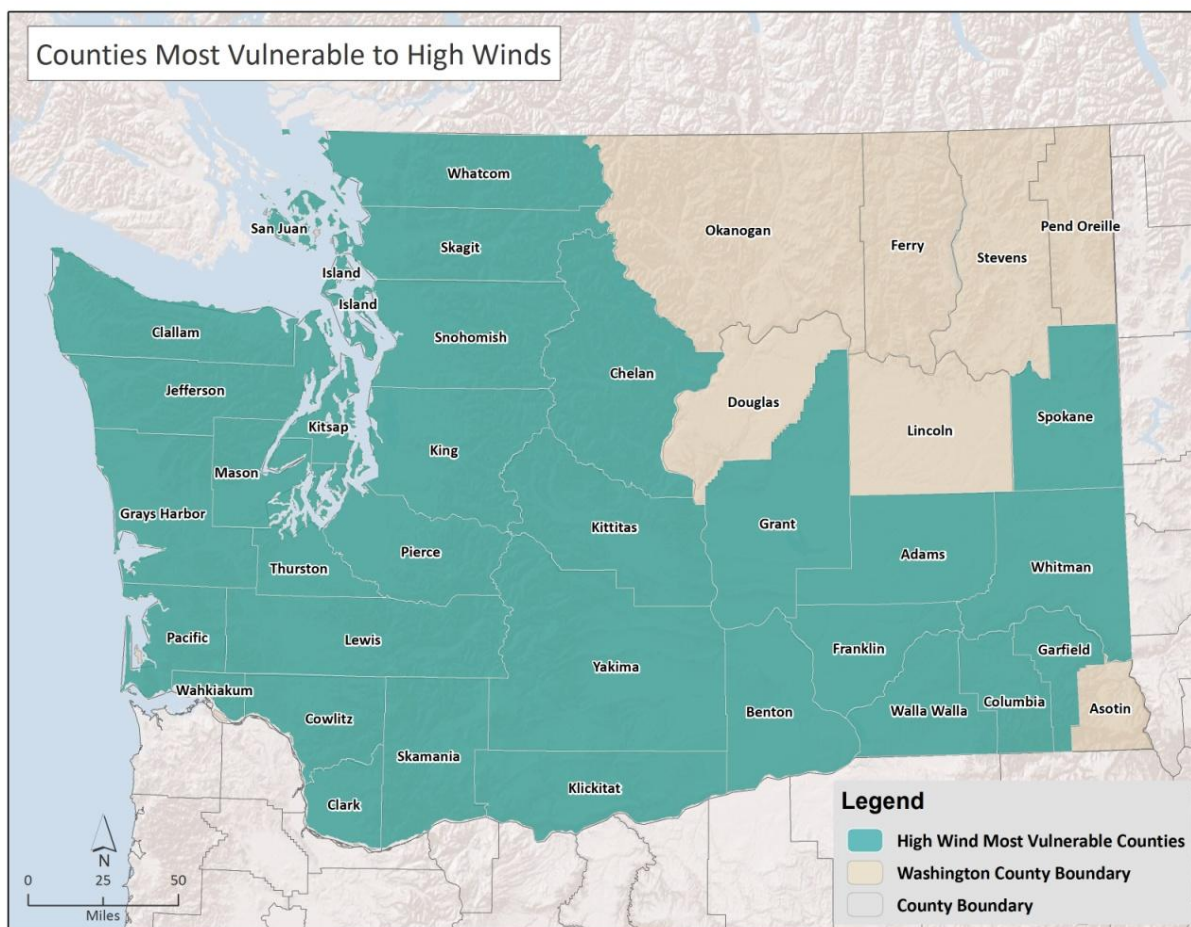 Counties Most Vulnerable to High Winds
Whatcom
San Juan
Skagit
Okanogan
Ferry
Stevens
Pend Oreille
Island
Island
Clallam
Snohomish
Jefferson
Chelan
Douglas
Kitsap
King
Lincoln
Spokane
Mason
Grays Harbor
Kittitas
Grant
Pierce
Adams
Thurston
Whitman
Pacific
Lewis
Yakima
Franklin
Garfield
Wahkiakum
Cowlitz
Benton
Walla Walla
Columbia
Asotin
Skamania
Klickitat
Clark
Legend
High Wind Most Vulnerable Counties
Washington County Boundary
County Boundary
N
0 25 50
Miles